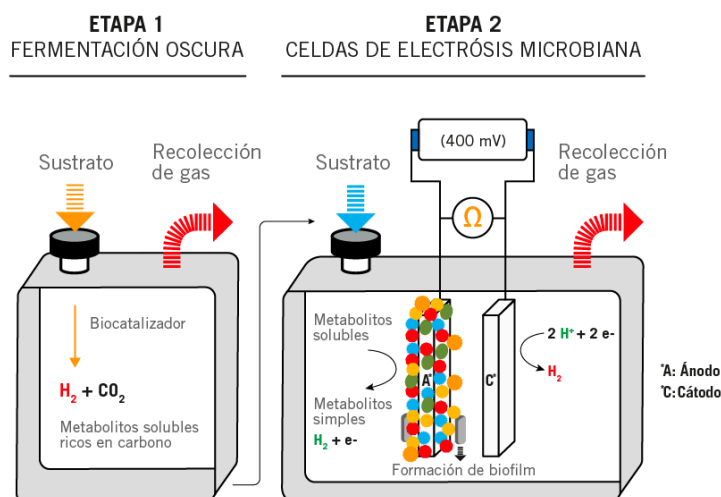 ETAPA 1
FERMENTACIÓN OSCURA
Sustrato
Recolección
de gas
Biocatalizador
H₂ + CO₂
Metabolitos solubles
ricos en carbono
ETAPA 2
CELDAS DE ELECTRÓSIS MICROBIANA
(400 mV)
Sustrato
Recolección
de gas
Ω
Metabolitos
solubles
Metabolitos
simples
H₂ + e-
A*
C*
2 H⁺ + 2 e-
H₂
Formación de biofilm
*A: Ánodo
*C: Cátodo